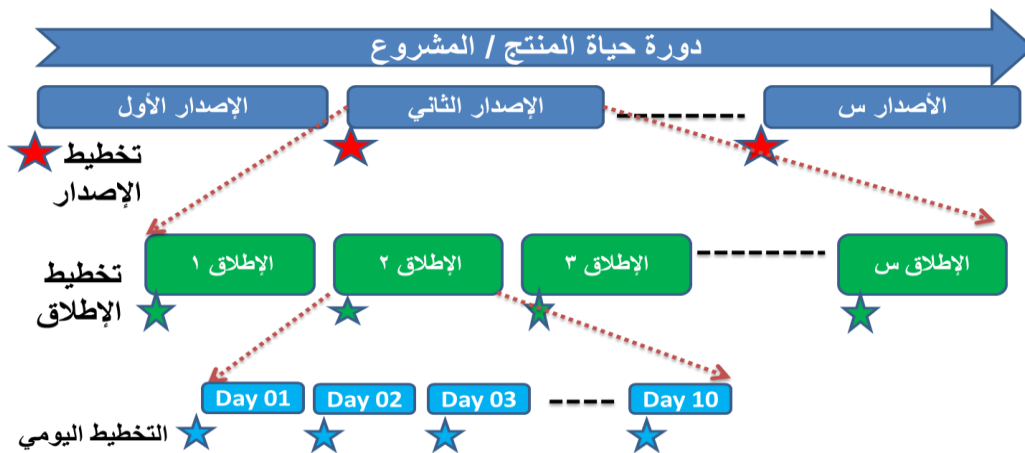 دورة حياة المنتج / المشروع
الإصدار الأول
الإصدار الثاني
الأصدار س
تخطيط
الإصدار
الإطلاق ١
الإطلاق ٢
الإطلاق ٣
الإطلاق س
تخطيط
الإطلاق
Day 01
Day 02
Day 03
Day 10
التخطيط اليومي